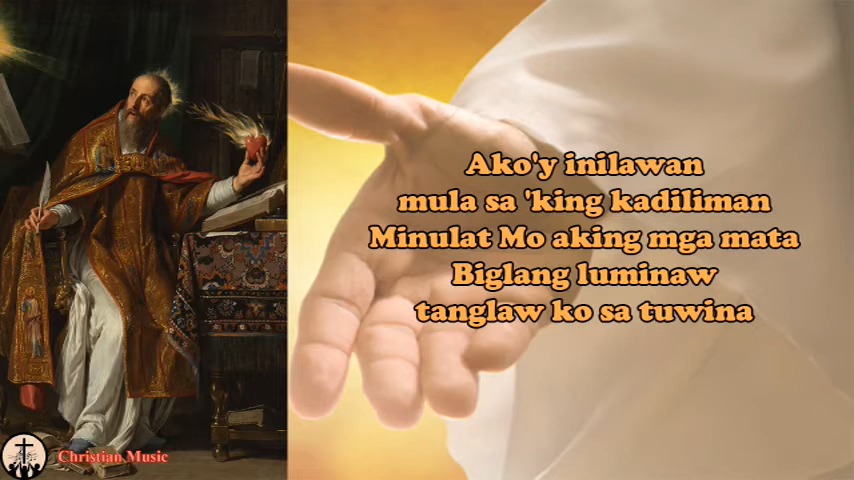 Ako'y inilawan
mula sa 'king kadiliman
Minulat Mo aking mga mata
Biglang luminaw
tanglaw ko sa tuwina
Christian Music